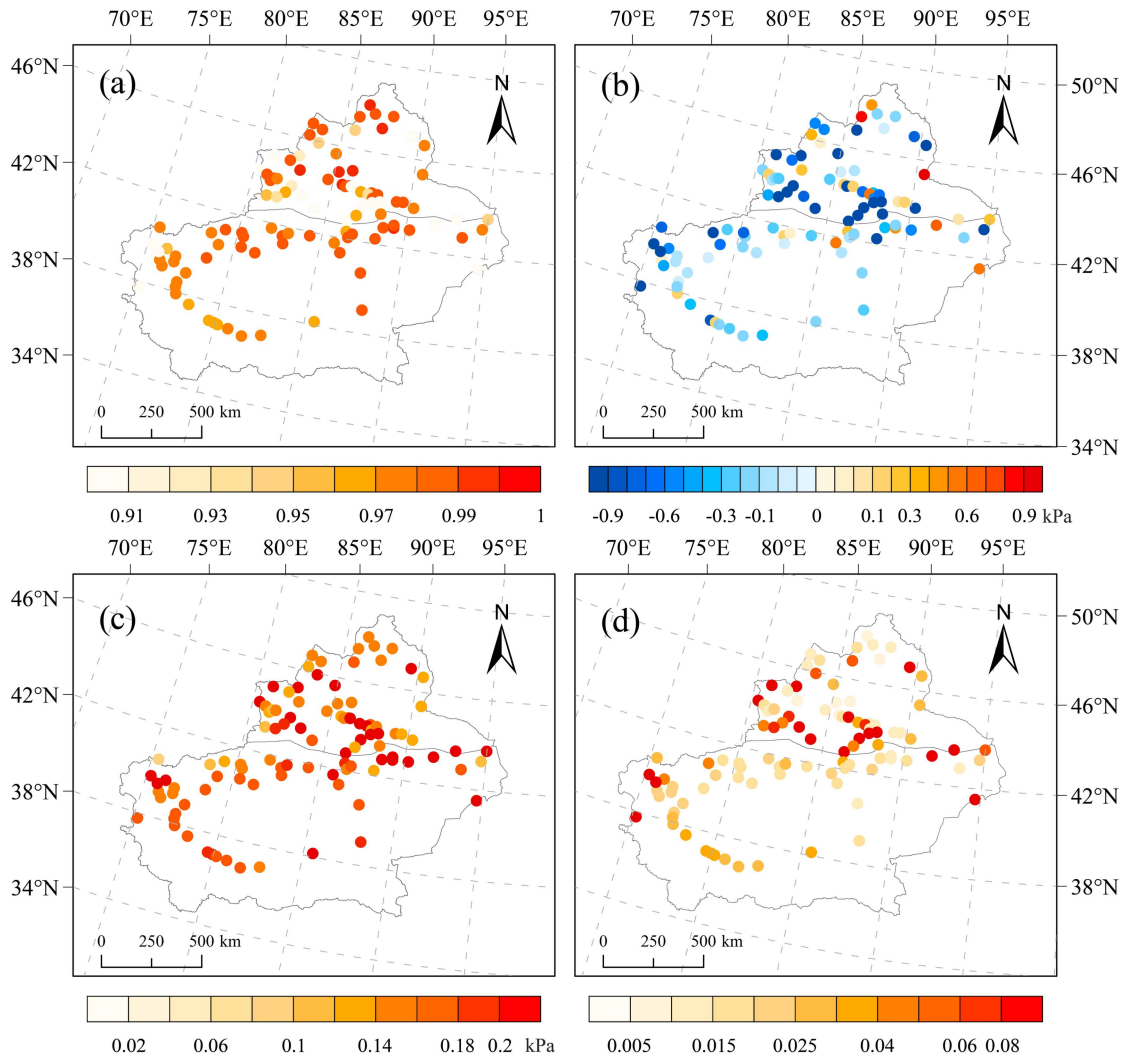 70°E 75°E 80°E 85°E 90°E 95°E 70°E 75°E 80°E 85°E 90°E 95°E
46°N (a) N (b) N 50°N
42°N 46°N
38°N 42°N
34°N 38°N
0 250 500 km 0 250 500 km
34°N
0.91 0.93 0.95 0.97 0.99 1 -0.9 -0.6 -0.3 -0.1 0 0.1 0.3 0.6 0.9 kPa
70°E 75°E 80°E 85°E 90°E 95°E 70°E 75°E 80°E 85°E 90°E 95°E
46°N (c) N (d) N 50°N
42°N 46°N
38°N 42°N
34°N 38°N
0 250 500 km 0 250 500 km
0.02 0.06 0.1 0.14 0.18 0.2 kPa 0.005 0.015 0.025 0.04 0.06 0.08